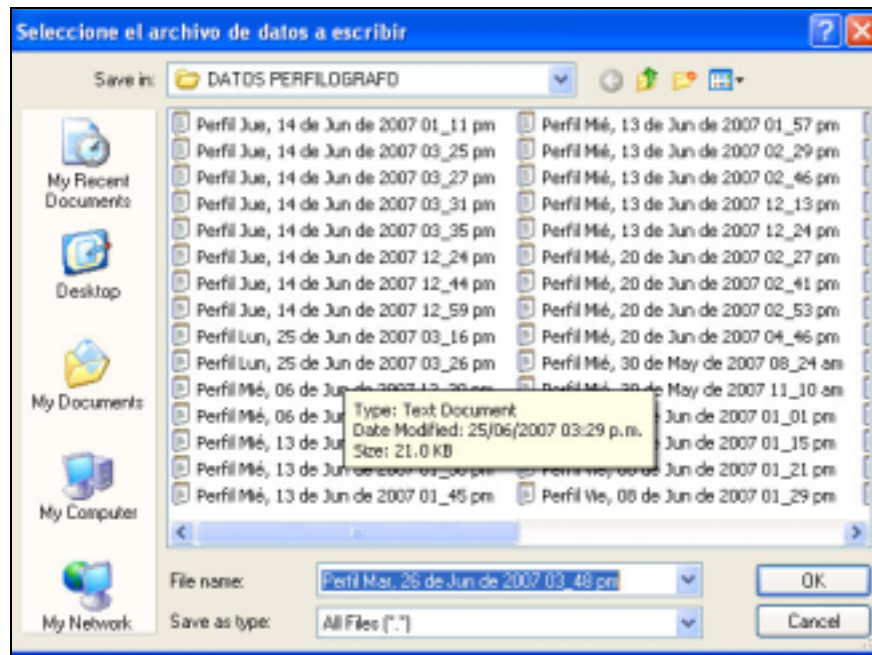 Seleccione el archivo de datos a escribir
Save in: DATOS PERFILOGRAFO
My Recent Documents
Desktop
My Documents
My Computer
My Network
Perfil Jue, 14 de Jun de 2007 01_11 pm
Perfil Jue, 14 de Jun de 2007 03_25 pm
Perfil Jue, 14 de Jun de 2007 03_27 pm
Perfil Jue, 14 de Jun de 2007 03_31 pm
Perfil Jue, 14 de Jun de 2007 03_35 pm
Perfil Jue, 14 de Jun de 2007 12_24 pm
Perfil Jue, 14 de Jun de 2007 12_44 pm
Perfil Jue, 14 de Jun de 2007 12_59 pm
Perfil Lun, 25 de Jun de 2007 03_16 pm
Perfil Lun, 25 de Jun de 2007 03_26 pm
Perfil Mié, 06 de Jun de 2007
Perfil Mié, 06 de Jun
Perfil Mié, 13 de Jun
Perfil Mié, 13 de Jun de 2007
Perfil Mié, 13 de Jun de 2007 01_45 pm
Perfil Mié, 13 de Jun de 2007 01_57 pm
Perfil Mié, 13 de Jun de 2007 02_29 pm
Perfil Mié, 13 de Jun de 2007 02_46 pm
Perfil Mié, 13 de Jun de 2007 12_13 pm
Perfil Mié, 13 de Jun de 2007 12_24 pm
Perfil Mié, 20 de Jun de 2007 02_27 pm
Perfil Mié, 20 de Jun de 2007 02_41 pm
Perfil Mié, 20 de Jun de 2007 02_53 pm
Perfil Mié, 20 de Jun de 2007 04_46 pm
Perfil Mié, 30 de May de 2007 08_24 am
de May de 2007 11_10 am
Jun de 2007 01_01 pm
de Jun de 2007 01_15 pm
de Jun de 2007 01_21 pm
Perfil Vie, 08 de Jun de 2007 01_29 pm
Type: Text Document
Date Modified: 25/06/2007 03:29 p.m.
Size: 21.0 KB
File name: Perfil Mar, 26 de Jun de 2007 03_48 pm
OK
Save as type: All Files (*.*)
Cancel